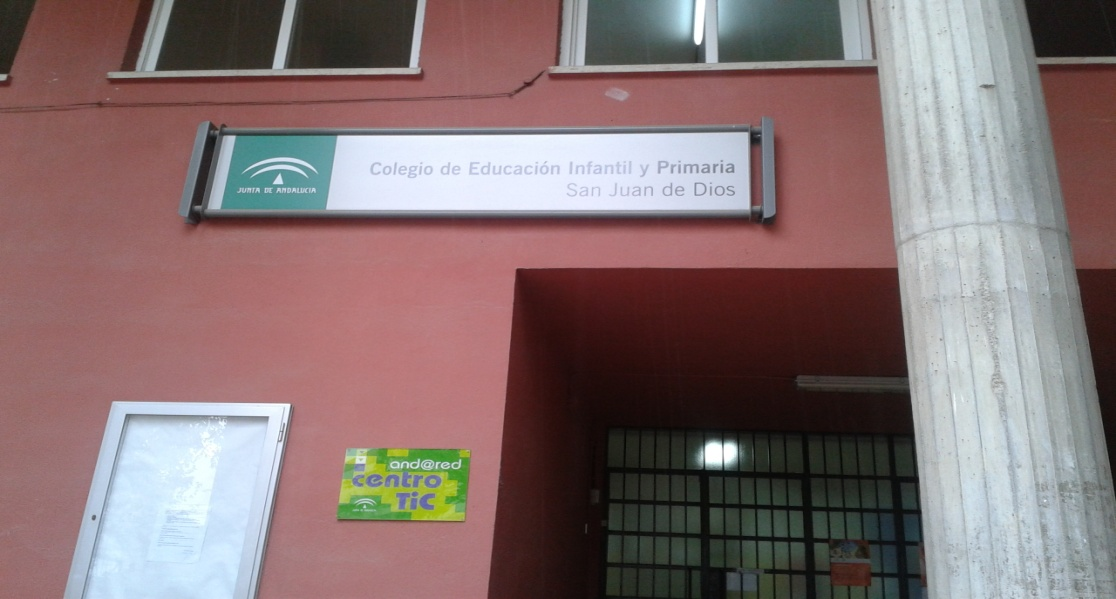 Colegio de Educación Infantil y Primaria
San Juan de Dios
JUNTA DE ANDALUCIA
and@red
centro
TiC